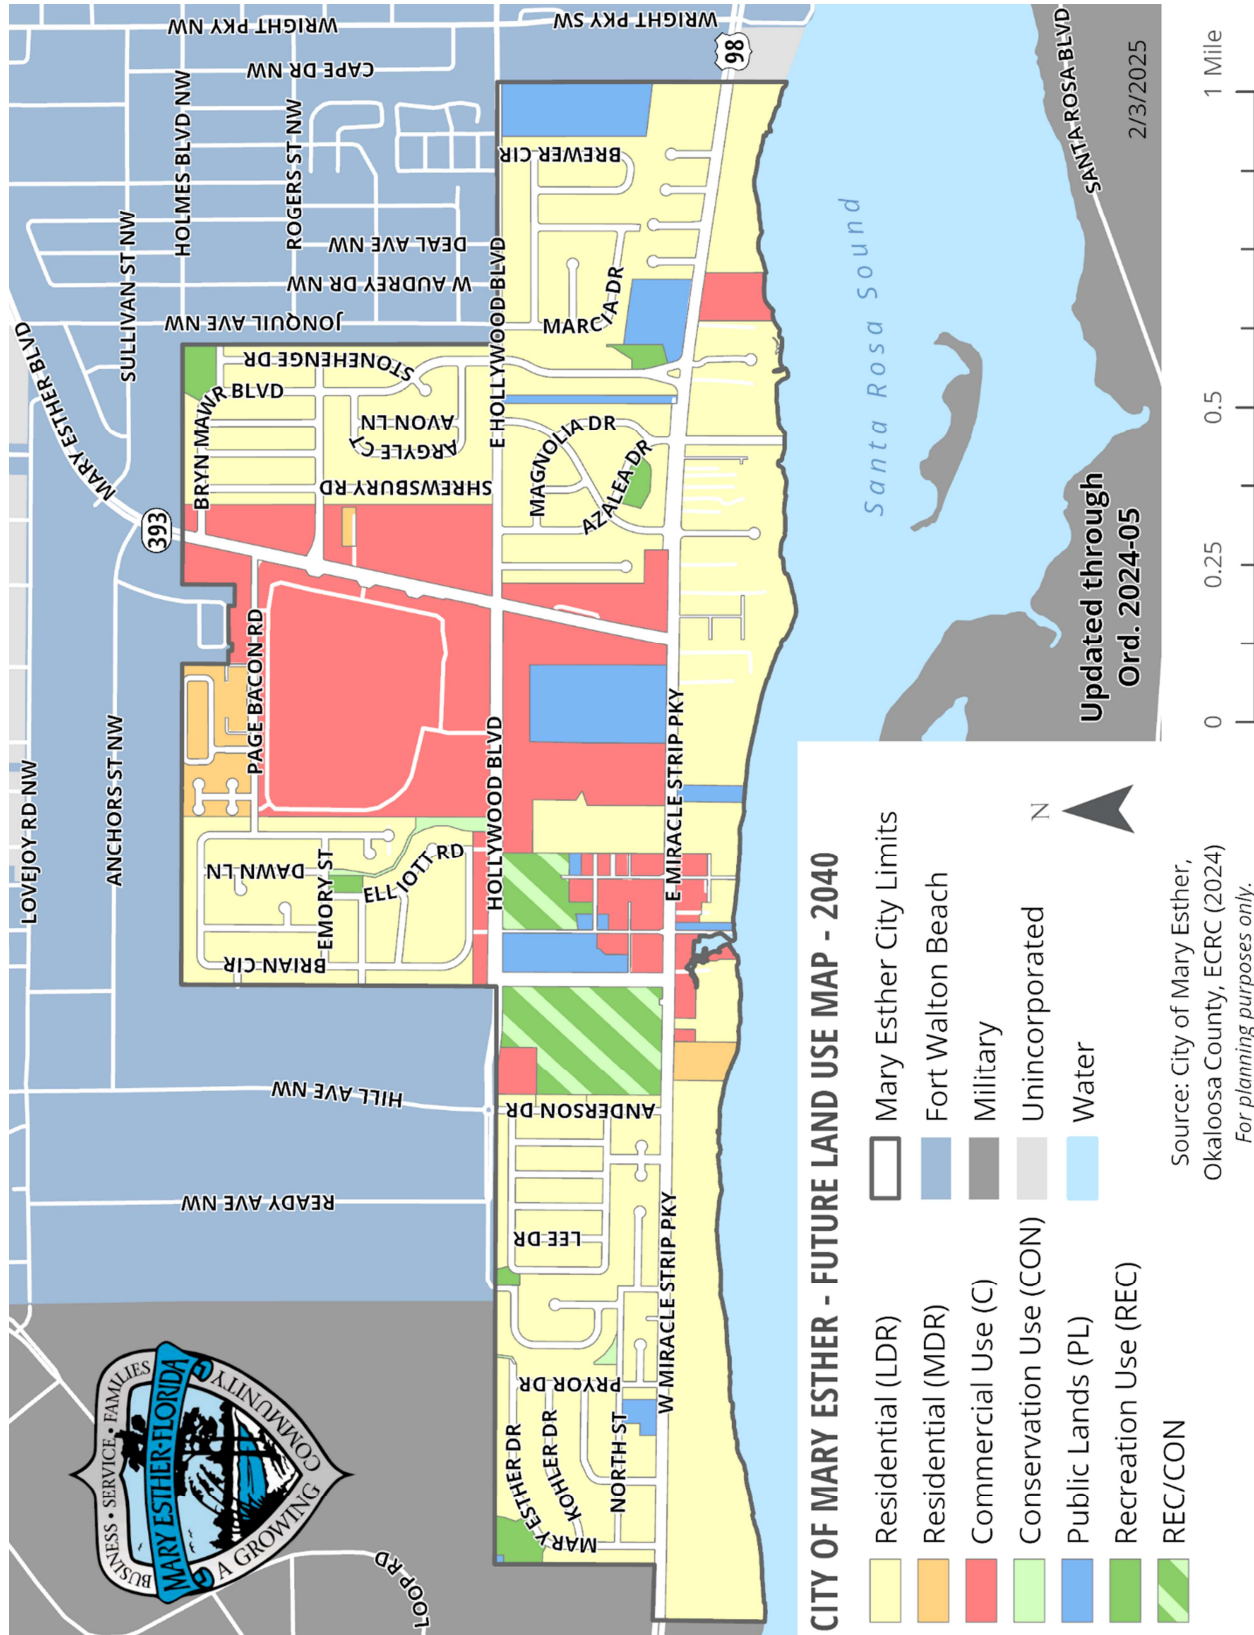 BUSINESS • SERVICE • FAMILIES
MARY ESTHER-FLORIDA
A GROWING COMMUNITY
LOOP RD
LOVEJOY RD NW
ANCHORS ST NW
READY AVE NW
HILL AVE NW
MARY ESTHER BLVD
393
SULLIVAN ST NW
HOLMES BLVD NW
ROGERS ST NW
WRIGHT PKY NW
CAPE DR NW
WRIGHT PKY SW
DEAL AVE NW
W AUDREY DR NW
JONQUIL AVE NW
BRYN MAWR BLVD
STONEHENGE DR
AVON LN
ARGYLE CT
SHREWSBURY RD
PAGE BACON RD
DAWN LN
EMORY ST
ELLIOTT RD
BRIAN CIR
HOLLYWOOD BLVD
E HOLLYWOOD BLVD
BREWER CIR
MARCIA DR
MAGNOLIA DR
AZALEA DR
98
ANDERSON DR
LEE DR
PRYOR DR
MARY ESTHER DR
KOHLER DR
MARY
NORTH ST
W MIRACLE STRIP PKY
E MIRACLE STRIP PKY
Santa Rosa Sound
SANTA ROSA BLVD
CITY OF MARY ESTHER - FUTURE LAND USE MAP - 2040
Residential (LDR)
Residential (MDR)
Commercial Use (C)
Conservation Use (CON)
Public Lands (PL)
Recreation Use (REC)
REC/CON
Mary Esther City Limits
Fort Walton Beach
Military
Unincorporated
Water
N
Source: City of Mary Esther,
Okaloosa County, ECRC (2024)
For planning purposes only.
Updated through
Ord. 2024-05
2/3/2025
0 0.25 0.5 1 Mile